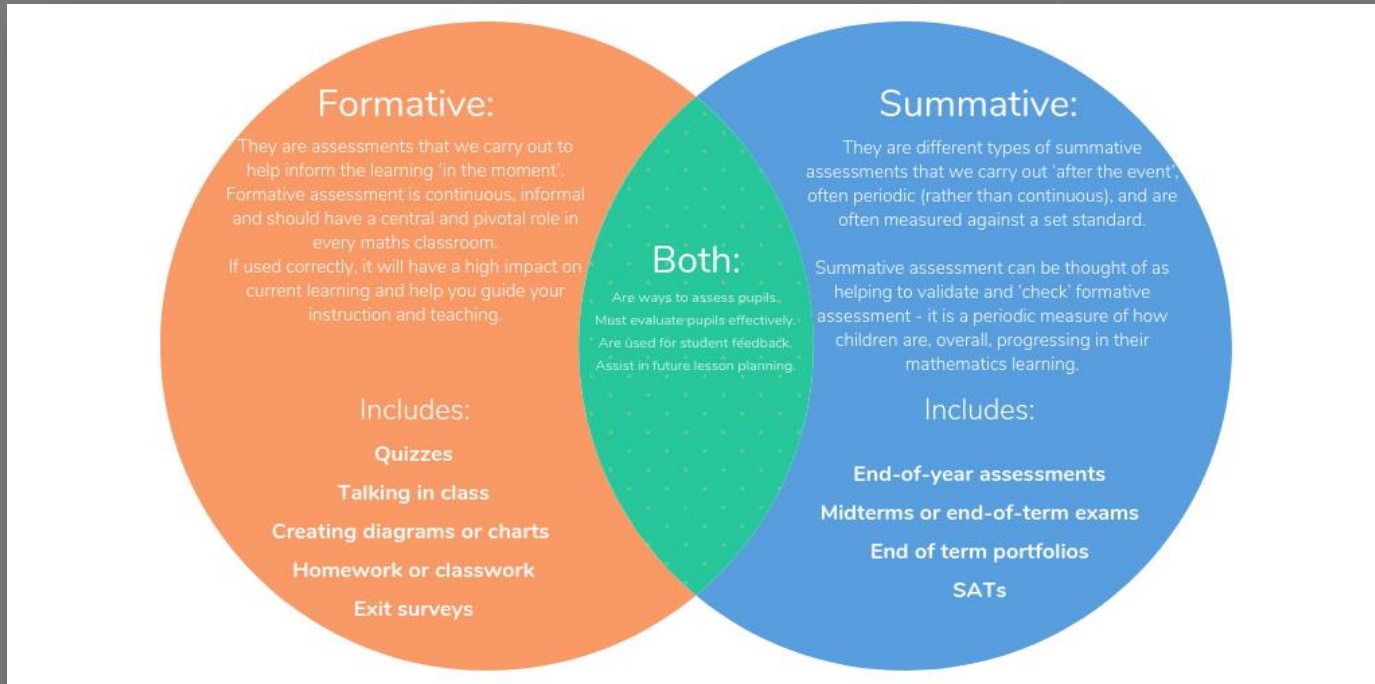 Formative:
They are assessments that we carry out to
help inform the learning 'in the moment'.
Formative assessment is continuous, informal
and should have a central and pivotal role in
every maths classroom.
If used correctly, it will have a high impact on
current learning and help you guide your
instruction and teaching.
Includes:
Quizzes
Talking in class
Creating diagrams or charts
Homework or classwork
Exit surveys
Both:
Are ways to assess pupils.
Must evaluate pupils effectively.
Are used for student feedback.
Assist in future lesson planning.
Summative:
They are different types of summative
assessments that we carry out 'after the event',
often periodic (rather than continuous), and are
often measured against a set standard.
Summative assessment can be thought of as
helping to validate and 'check' formative
assessment - it is a periodic measure of how
children are, overall, progressing in their
mathematics learning.
Includes:
End-of-year assessments
Midterms or end-of-term exams
End of term portfolios
SATs